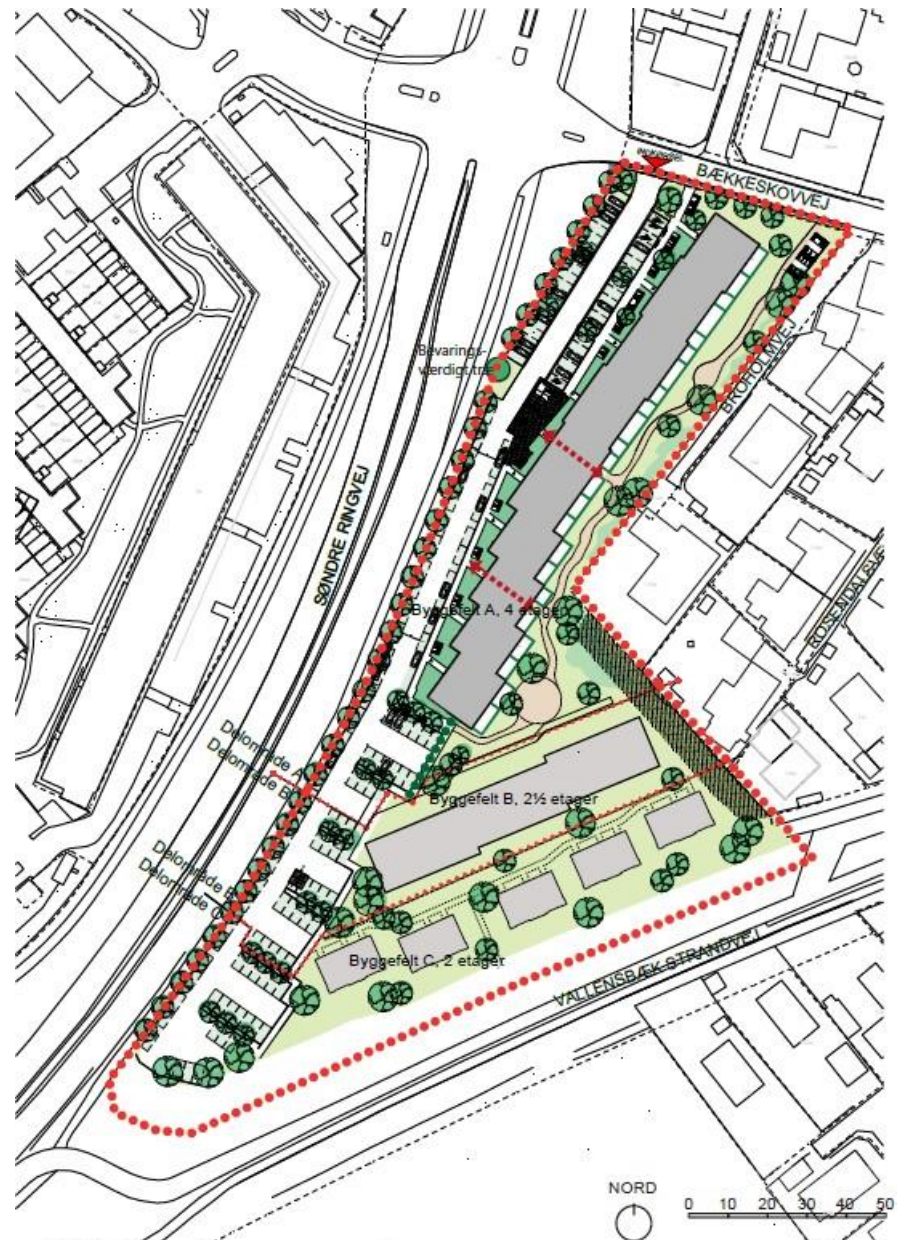 BÆKKESKOVVEJ
Bevarings-
værdigt træ
BROHOLMVEJ
SØNDRE RINGVEJ
Byggefelt A, 4 etager
Delområde A
Delområde B
Byggefelt B, 2½ etager
Delområde B
Delområde C
Byggefelt C, 2 etager
VALLENSBÆK STRANDVEJ
NORD
0 10 20 30 40 50